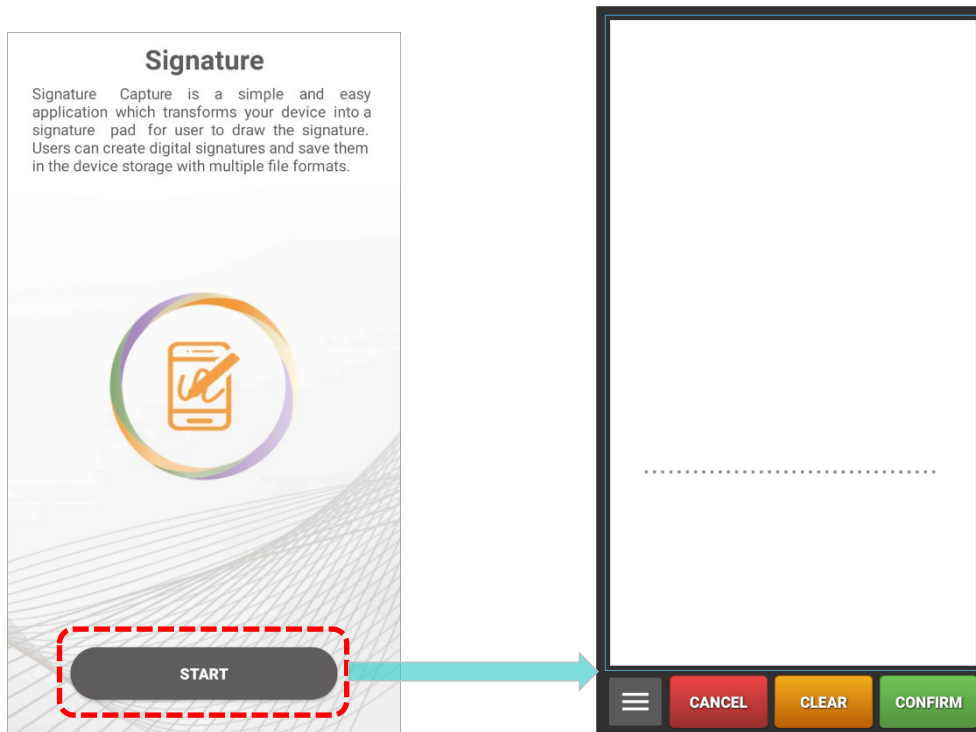 Signature
Signature Capture is a simple and easy
application which transforms your device into a
signature pad for user to draw the signature.
Users can create digital signatures and save them
in the device storage with multiple file formats.
START
CANCEL
CLEAR
CONFIRM